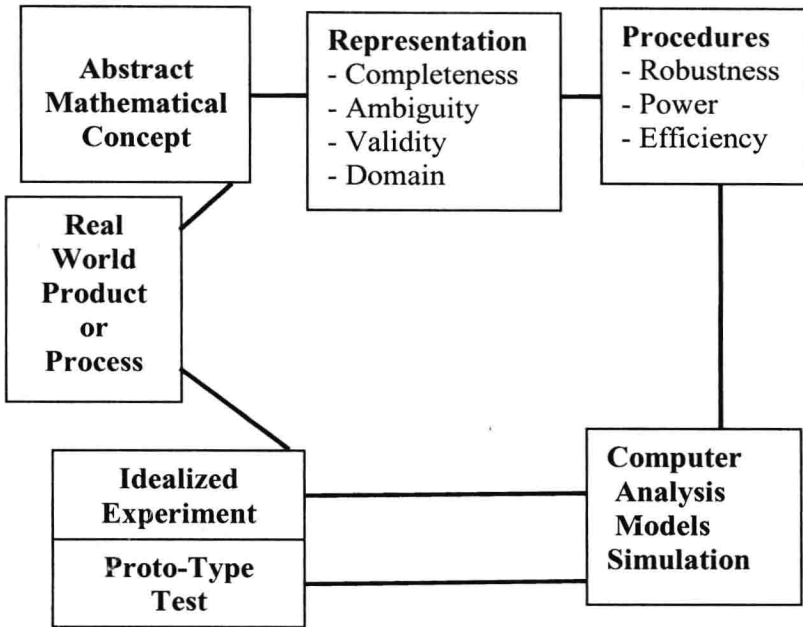 Abstract
Mathematical
Concept
Representation
- Completeness
- Ambiguity
- Validity
- Domain
Procedures
- Robustness
- Power
- Efficiency
Real
World
Product
or
Process
Idealized
Experiment
Proto-Type
Test
Computer
Analysis
Models
Simulation